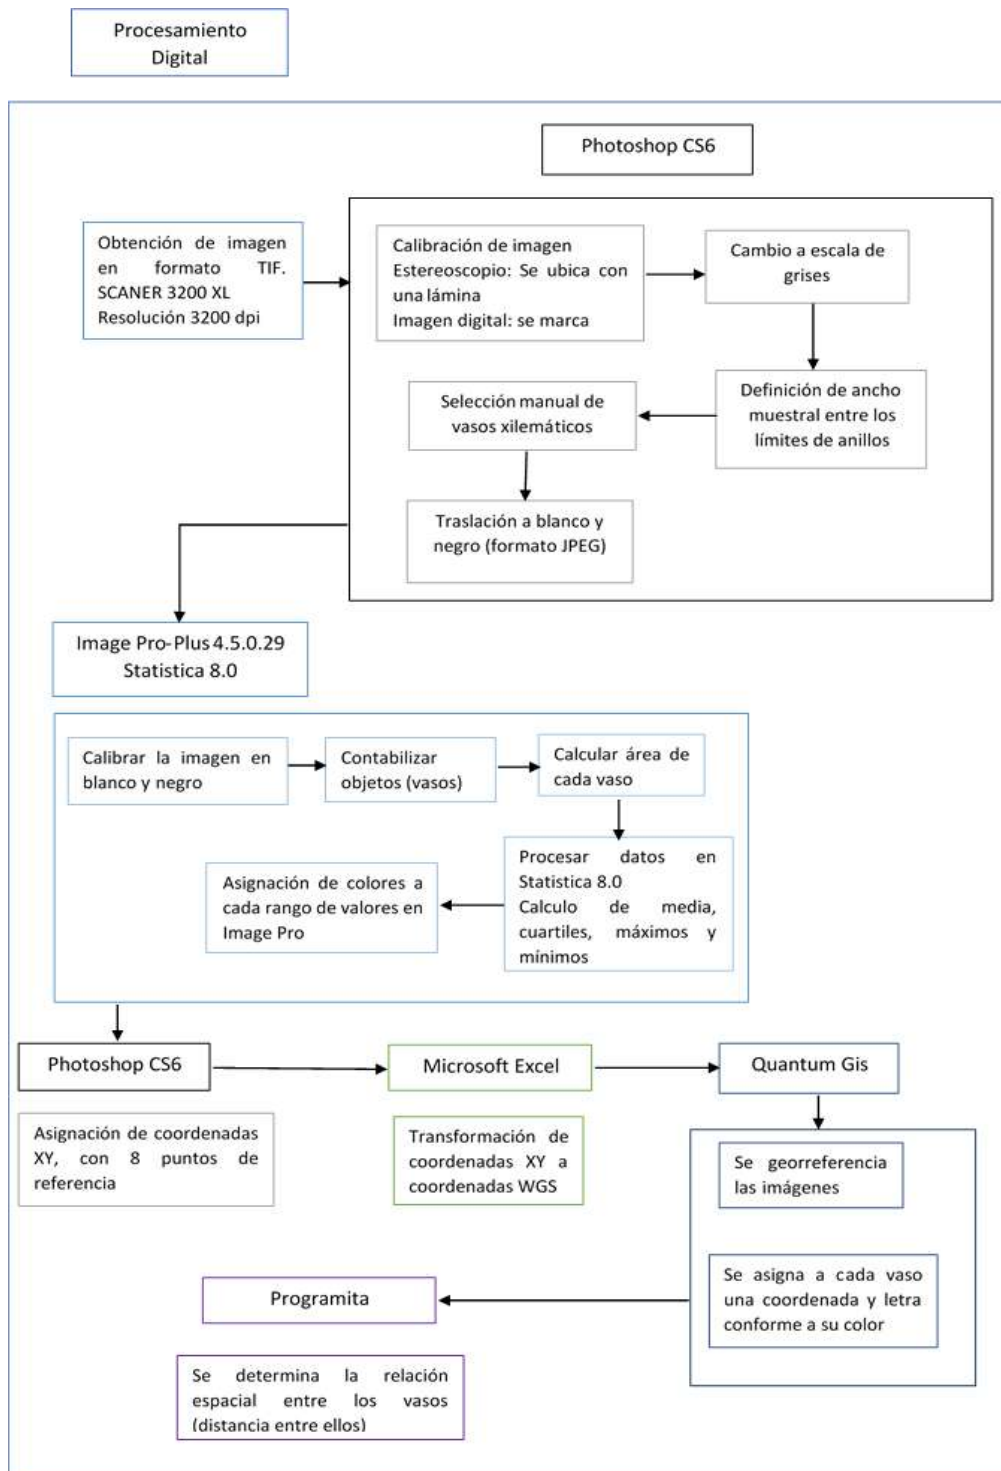 Procesamiento
Digital
Photoshop CS6
Obtención de imagen
en formato TIF.
SCANER 3200 XL
Resolución 3200 dpi
Calibración de imagen
Estereoscopio: Se ubica con
una lámina
Imagen digital: se marca
Cambio a escala de
grises
Definición de ancho
muestral entre los
límites de anillos
Selección manual de
vasos xilemáticos
Traslación a blanco y
negro (formato JPEG)
Image Pro-Plus 4.5.0.29
Statistica 8.0
Calibrar la imagen en
blanco y negro
Contabilizar
objetos (vasos)
Calcular área de
cada vaso
Procesar datos en
Statistica 8.0
Calculo de media,
cuartiles, máximos y
mínimos
Asignación de colores a
cada rango de valores en
Image Pro
Photoshop CS6
Microsoft Excel
Quantum Gis
Asignación de coordenadas
XY, con 8 puntos de
referencia
Transformación de
coordenadas XY a
coordenadas WGS
Se georreferencia
las imágenes
Se asigna a cada vaso
una coordenada y letra
conforme a su color
Programita
Se determina la relación
espacial entre los vasos
(distancia entre ellos)